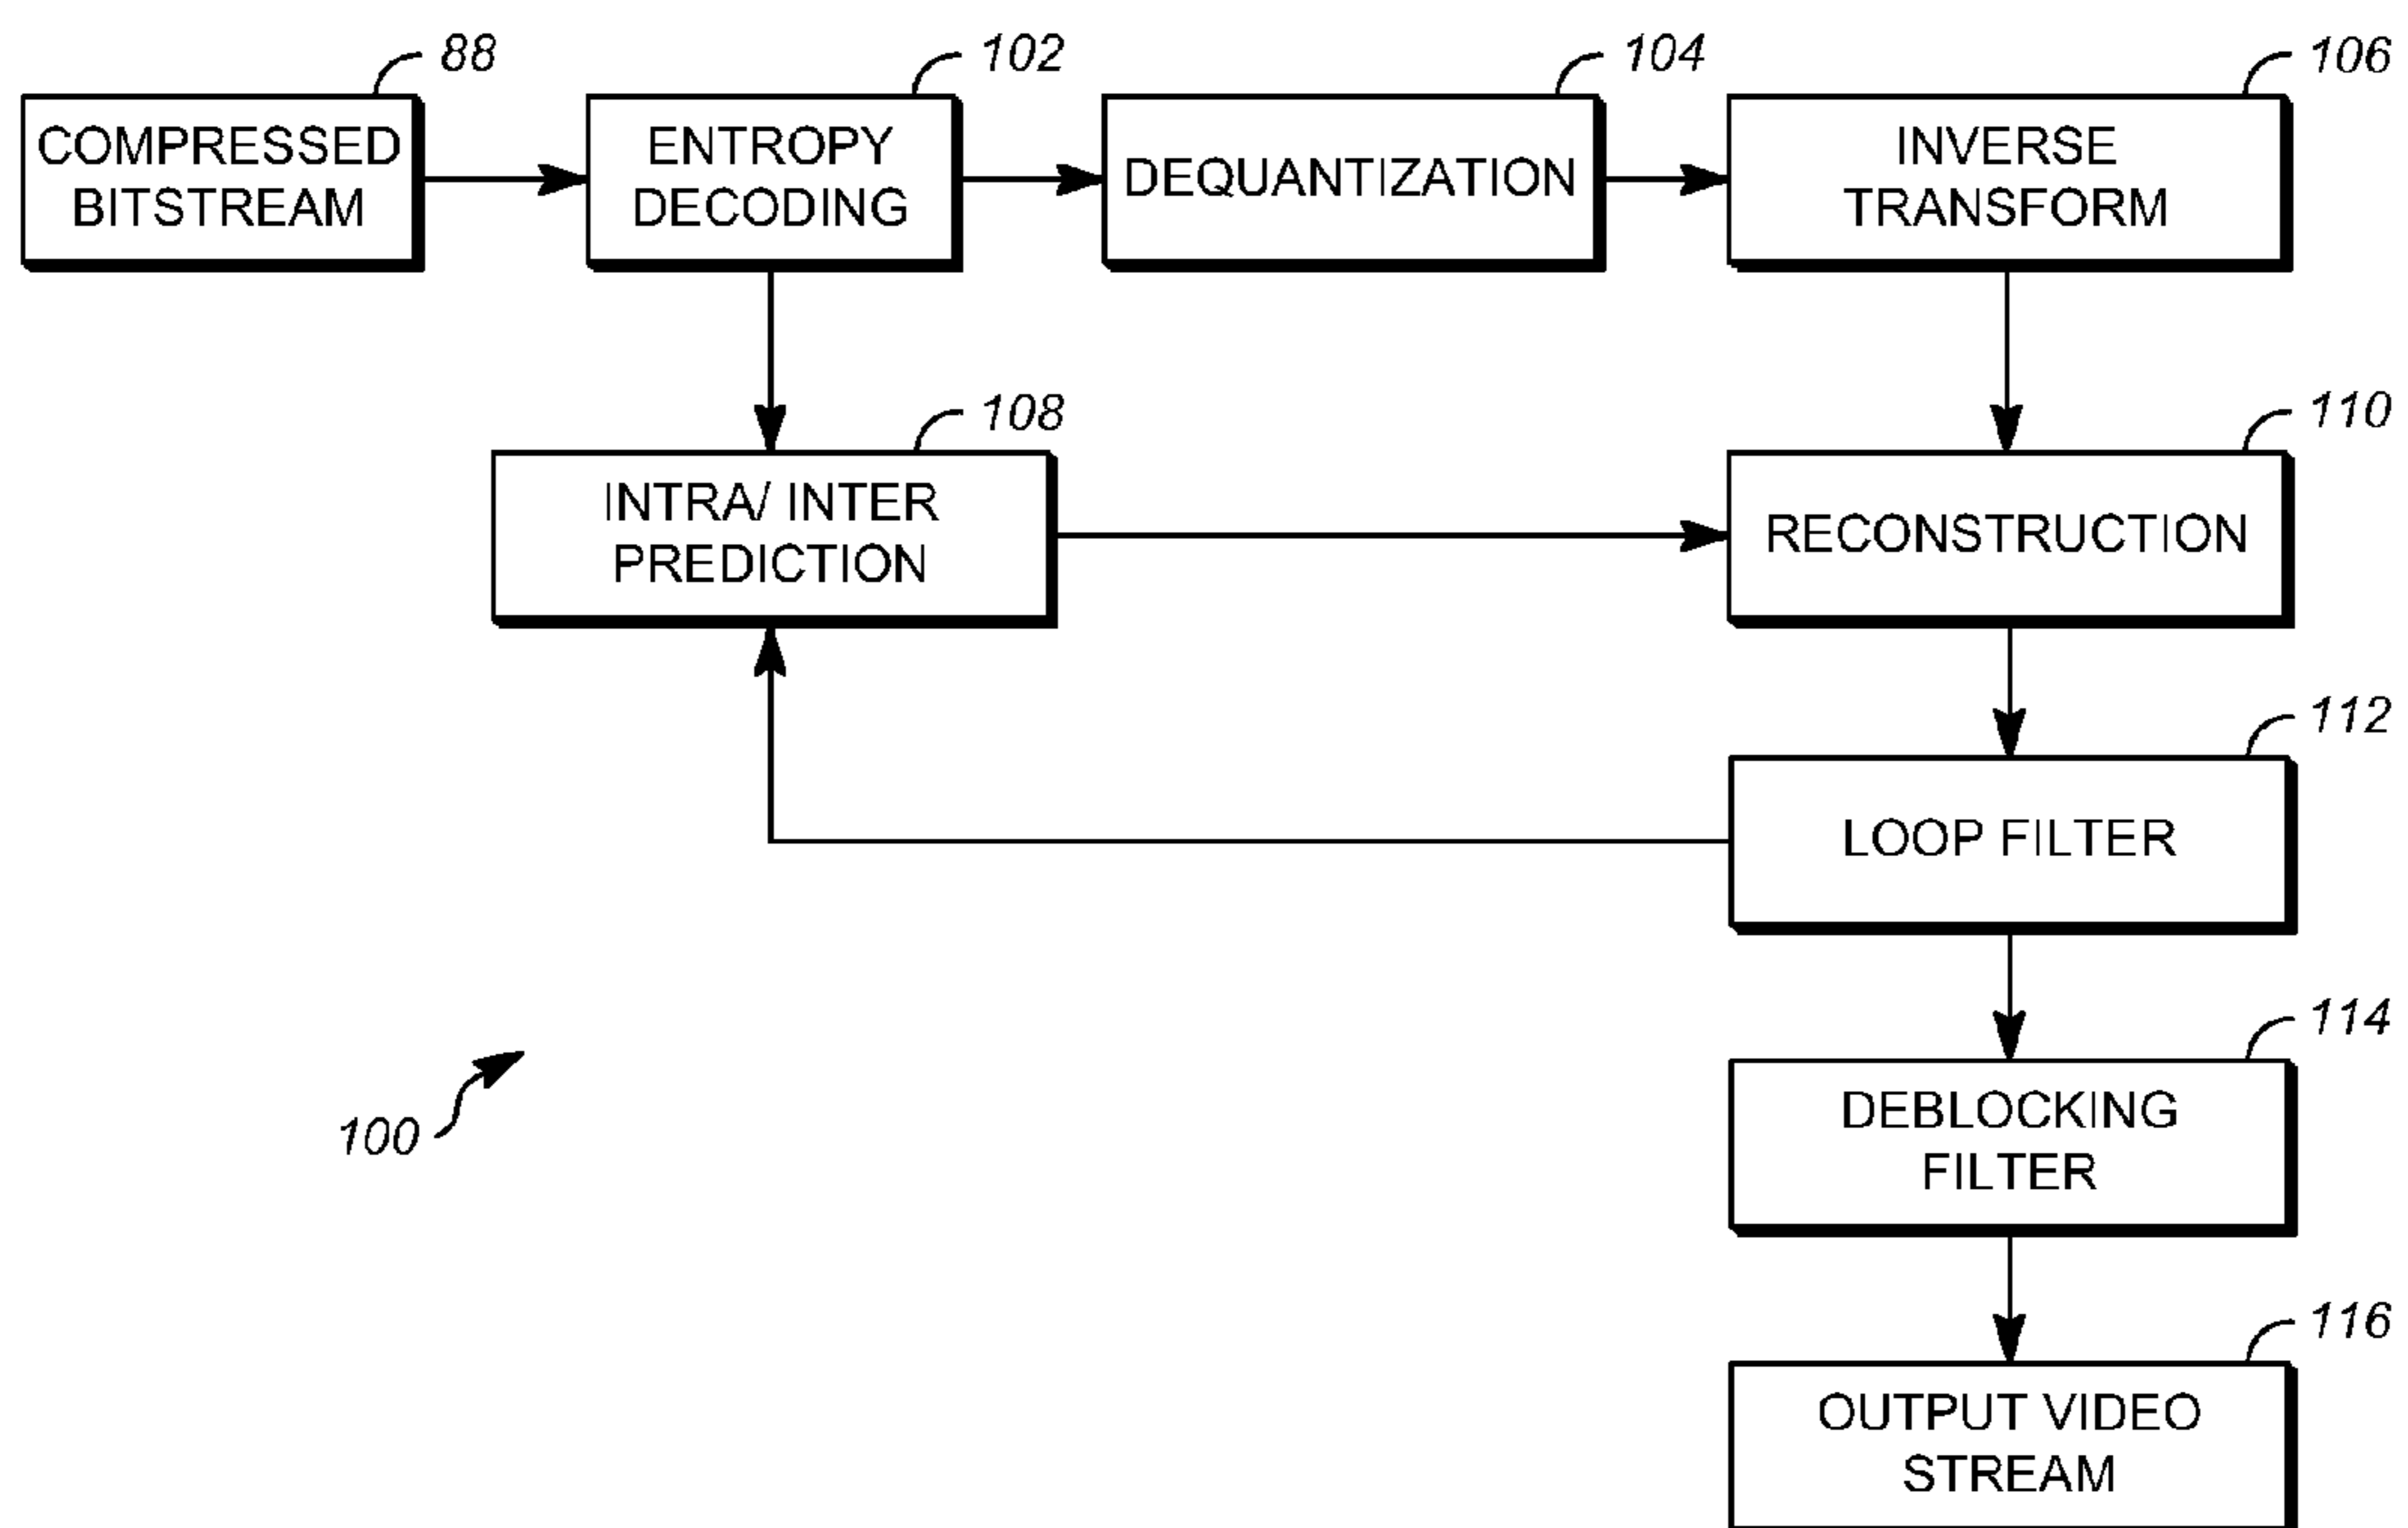 88
102
104
106
COMPRESSED
BITSTREAM
ENTROPY
DECODING
DEQUANTIZATION
INVERSE
TRANSFORM
108
110
INTRA/ INTER
PREDICTION
RECONSTRUCTION
112
LOOP FILTER
114
100
DEBLOCKING
FILTER
116
OUTPUT VIDEO
STREAM